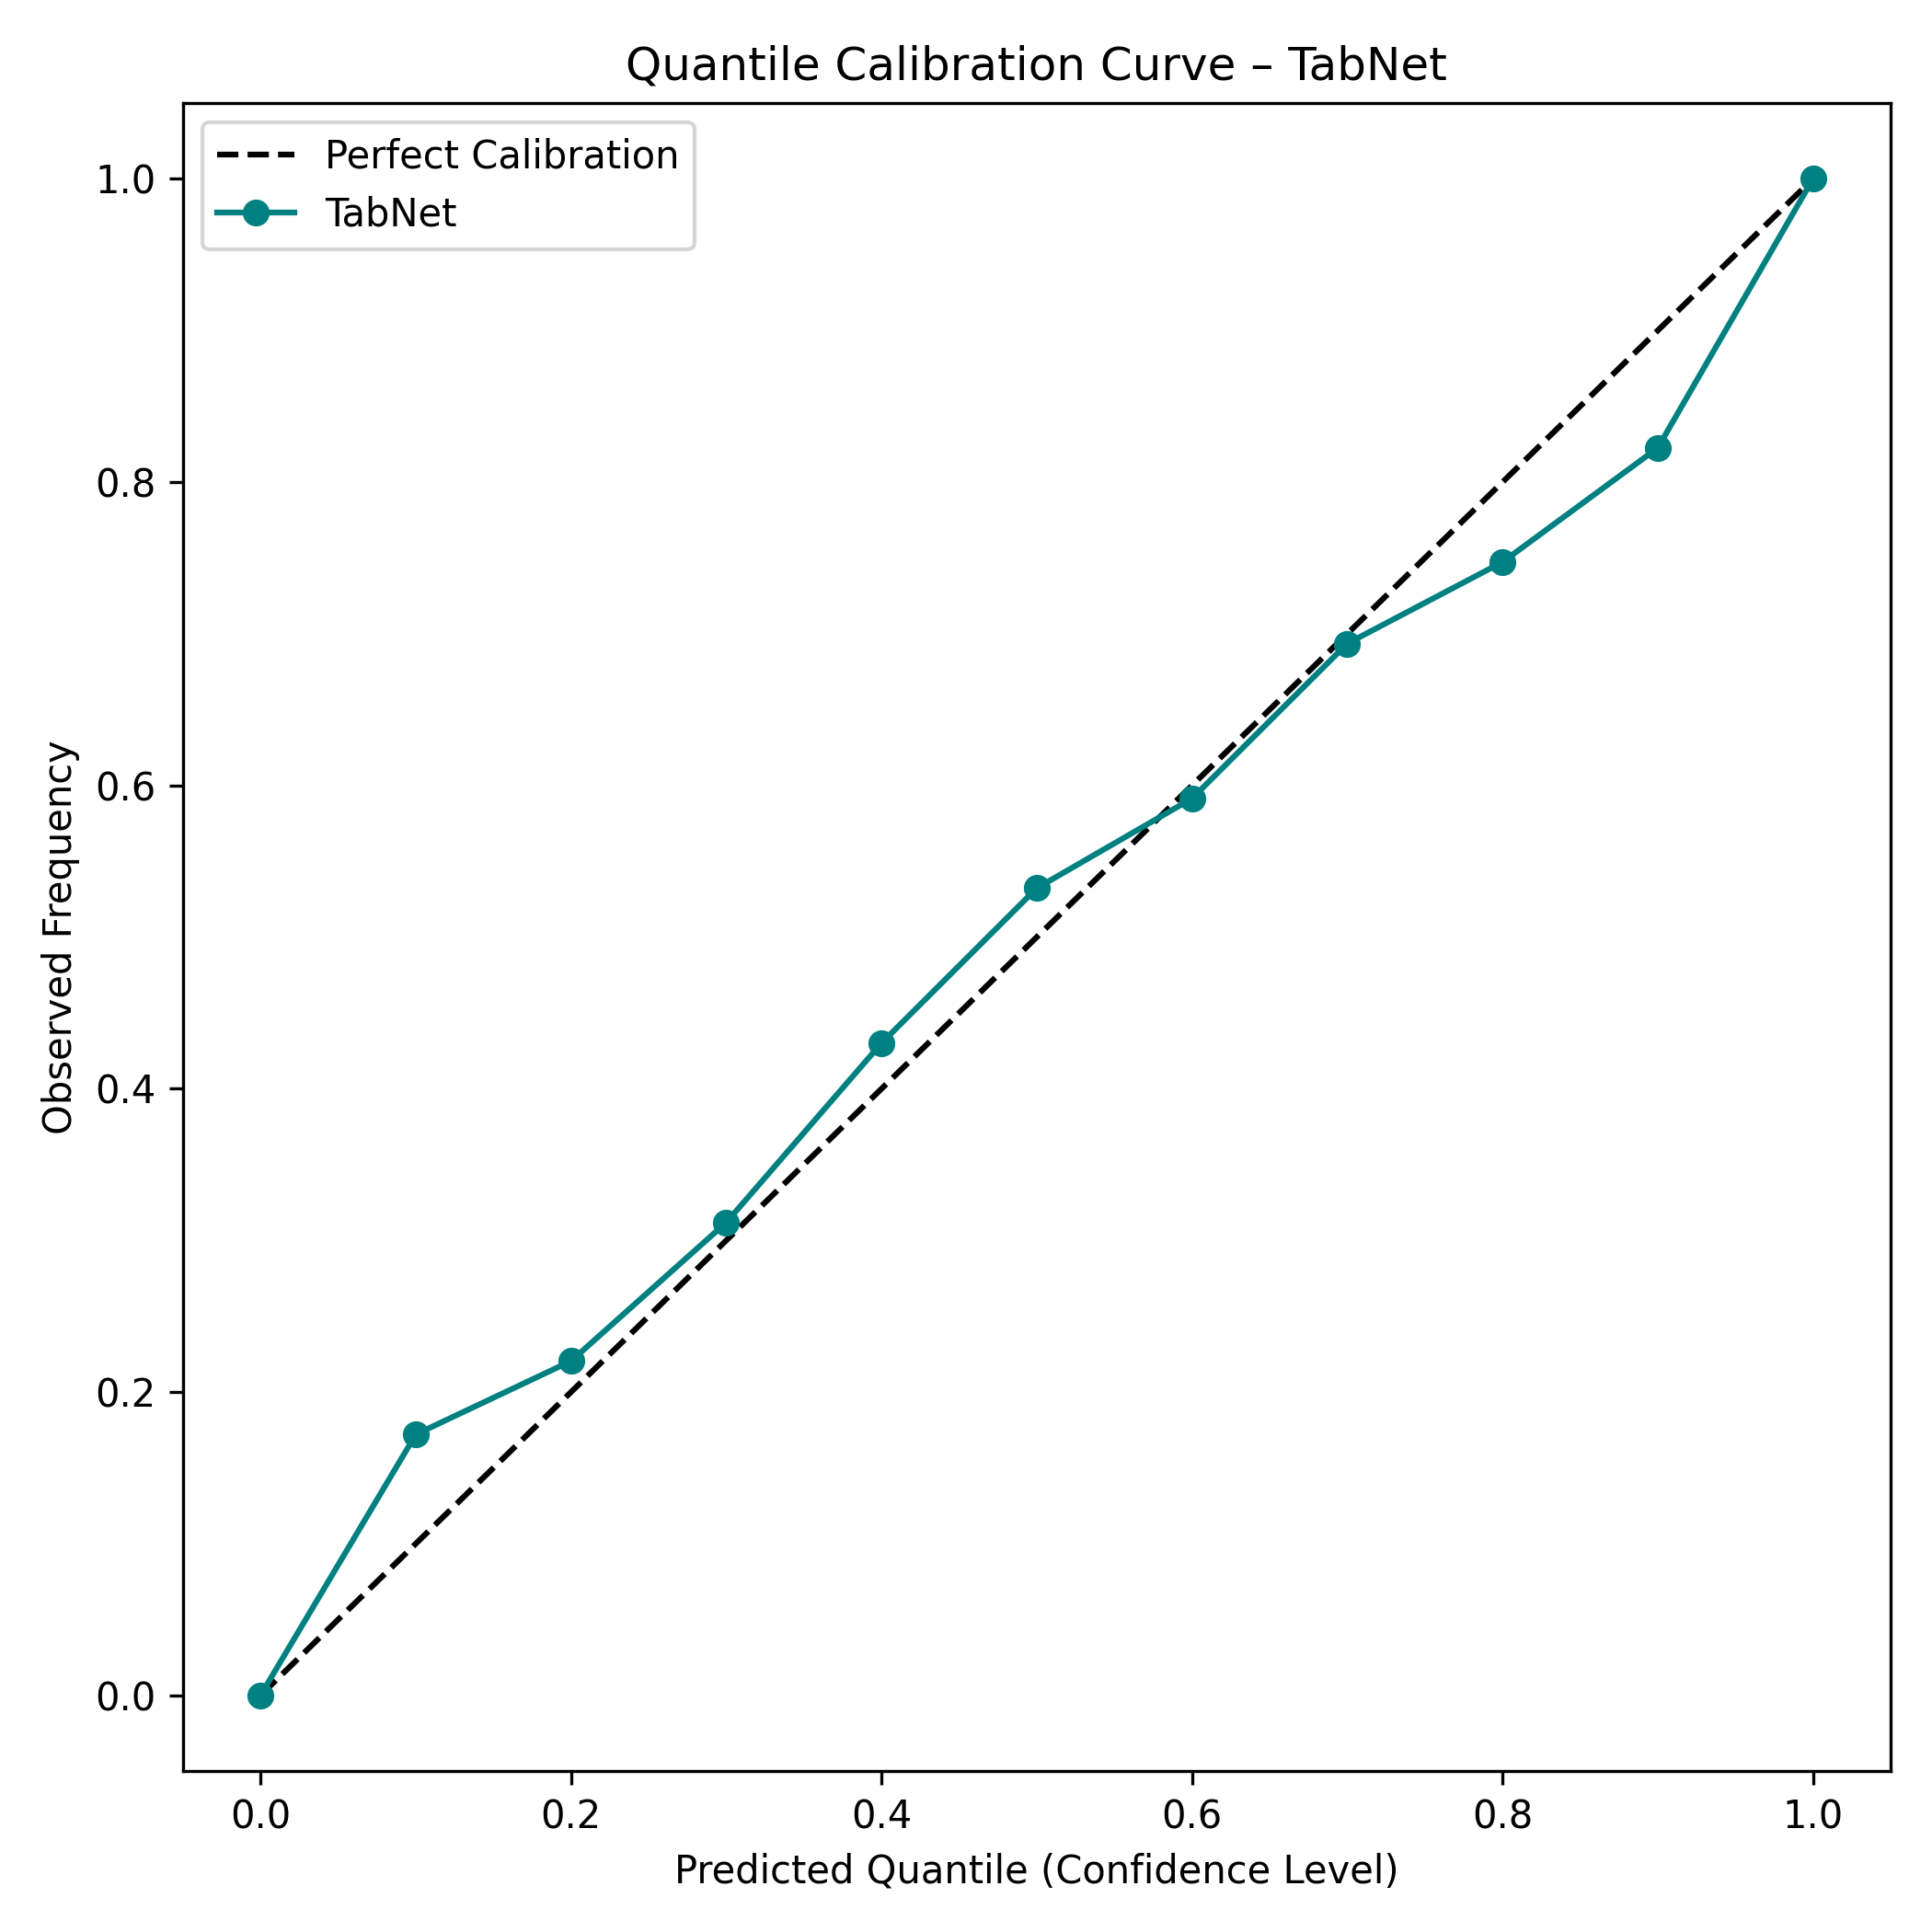 Quantile Calibration Curve – TabNet
Perfect Calibration
TabNet
1.0
0.8
0.6
0.4
0.2
0.0
Observed Frequency
0.0 0.2 0.4 0.6 0.8 1.0
Predicted Quantile (Confidence Level)